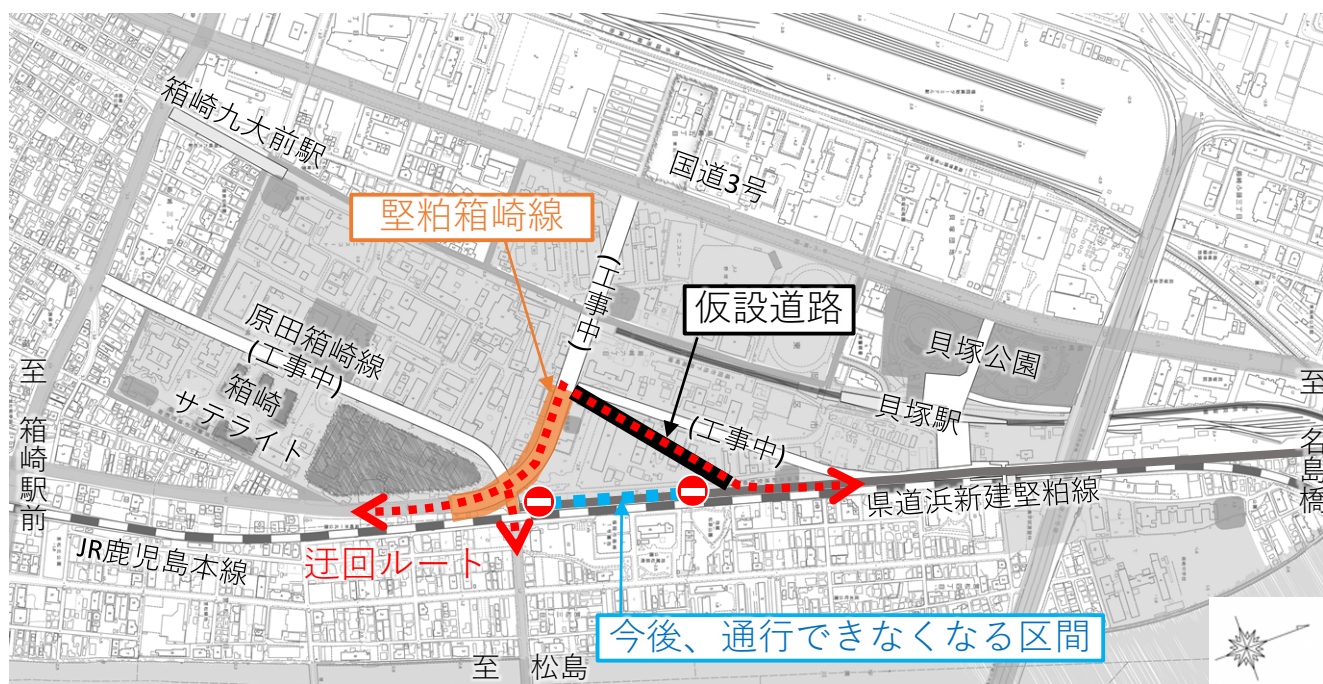 箱崎九大前駅
国道3号
堅粕箱崎線
(工事中)
仮設道路
原田箱崎線
(工事中)
貝塚公園
至 箱崎駅前
箱崎
サテライト
貝塚駅
(工事中)
至 名島橋
県道浜新建堅粕線
JR鹿児島本線
迂回ルート
今後、通行できなくなる区間
至 松島